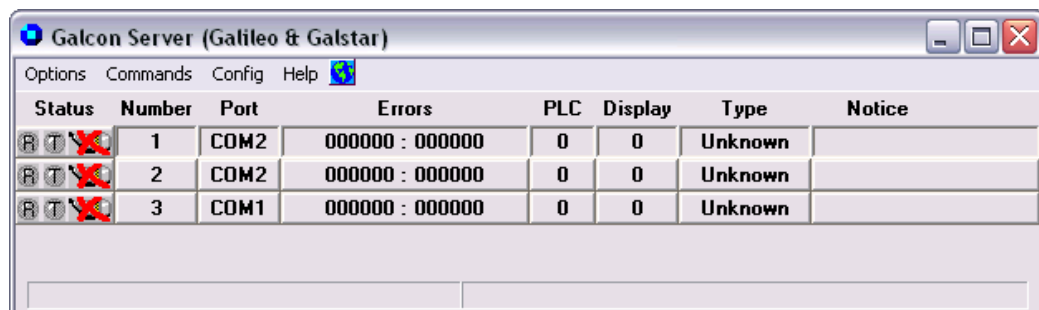 Galcon Server (Galileo & Galstar)
Options Commands Config Help
Status Number Port Errors PLC Display Type Notice
R T 1 COM2 000000 : 000000 0 0 Unknown
R T 2 COM2 000000 : 000000 0 0 Unknown
R T 3 COM1 000000 : 000000 0 0 Unknown